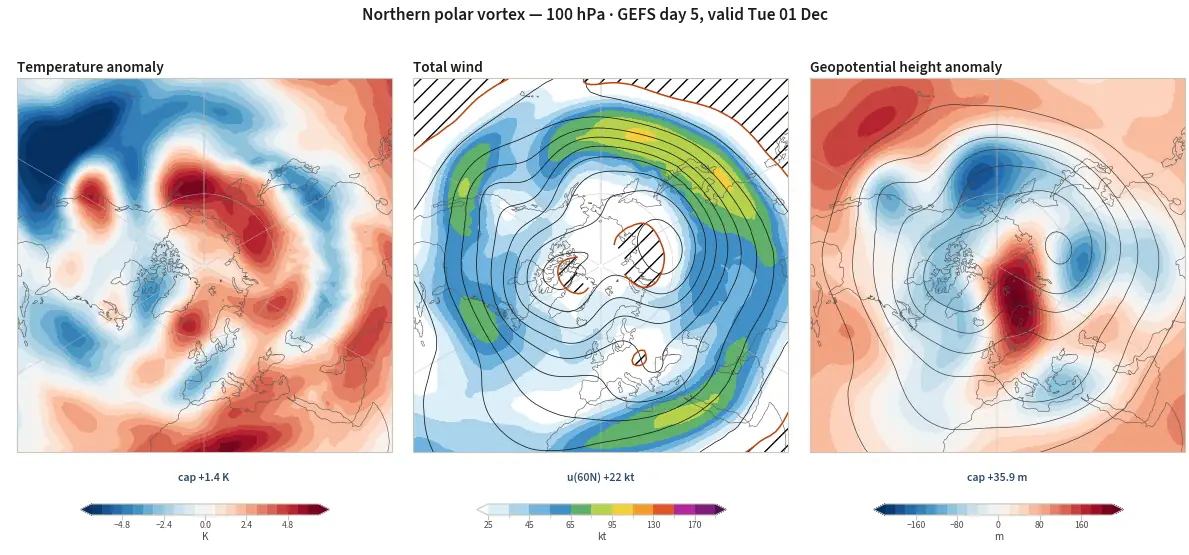 Northern polar vortex — 100 hPa · GEFS day 5, valid Tue 01 Dec
Temperature anomaly
Total wind
Geopotential height anomaly
cap +1.4 K
u(60N) +22 kt
cap +35.9 m
−4.8 −2.4 0.0 2.4 4.8
K
25 45 65 95 130 170
kt
−160 −80 0 80 160
m